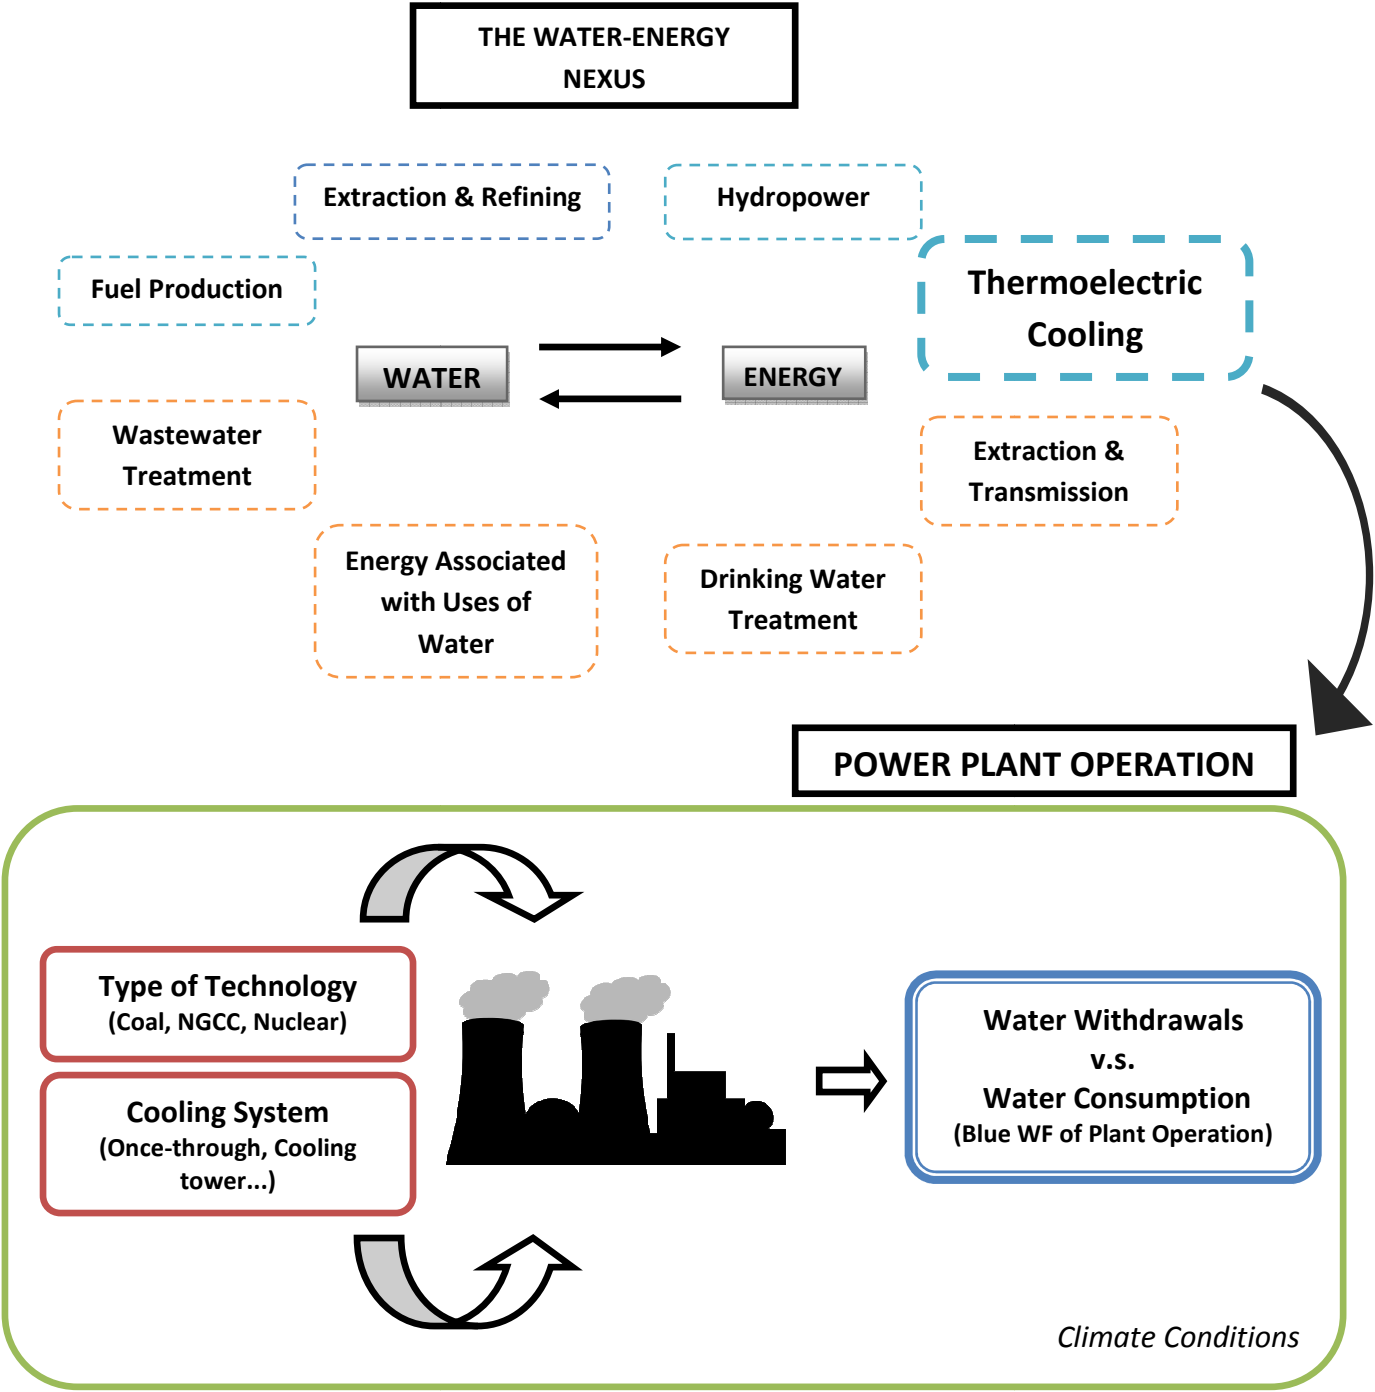 THE WATER-ENERGY
NEXUS
Extraction & Refining
Hydropower
Fuel Production
Thermoelectric
Cooling
WATER
ENERGY
Wastewater
Treatment
Extraction &
Transmission
Energy Associated
with Uses of
Water
Drinking Water
Treatment
POWER PLANT OPERATION
Type of Technology
(Coal, NGCC, Nuclear)
Cooling System
(Once-through, Cooling
tower...)
Water Withdrawals
v.s.
Water Consumption
(Blue WF of Plant Operation)
Climate Conditions